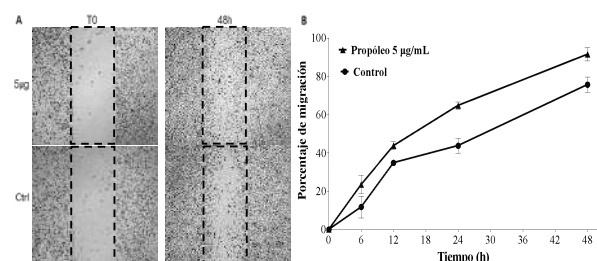 A
T0
48h
5µg
Ctrl
B
Porcentaje de migración
100
80
60
40
20
0
Propóleo 5 µg/mL
Control
0 6 12 18 24 30 36 42 48
Tiempo (h)